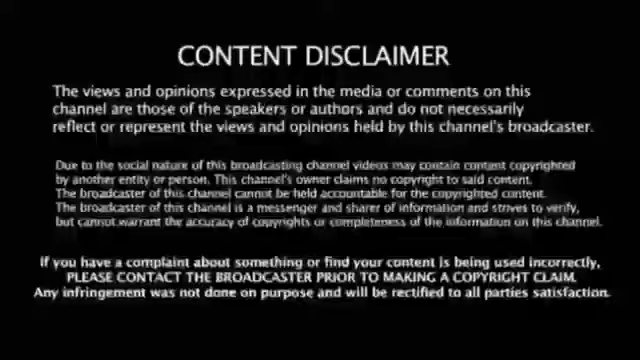 CONTENT DISCLAIMER
The views and opinions expressed in the media or comments on this
channel are those of the speakers or authors and do not necessarily
reflect or represent the views and opinions held by this channel's broadcaster.
Due to the social nature of this broadcasting channel videos may contain content copyrighted
by another entity or person. This channel's owner claims no copyright to said content.
The broadcaster of this channel cannot be held accountable for the copyrighted content.
The broadcaster of this channel is a messenger and sharer of information and strives to verify,
but cannot warrant the accuracy of copyrights or completeness of the information on this channel.
If you have a complaint about something or find your content is being used incorrectly,
PLEASE CONTACT THE BROADCASTER PRIOR TO MAKING A COPYRIGHT CLAIM.
Any infringement was not done on purpose and will be rectified to all parties satisfaction.